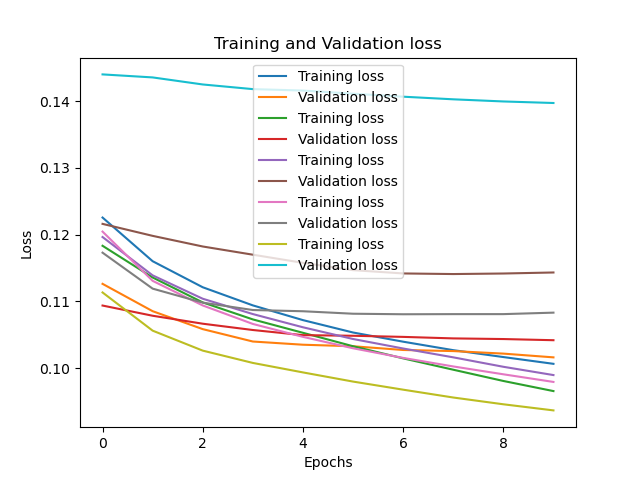 Training and Validation loss
Loss
0.14
0.13
0.12
0.11
0.10
Training loss
Validation loss
Training loss
Validation loss
Training loss
Validation loss
Training loss
Validation loss
Training loss
Validation loss
0 2 4 6 8
Epochs